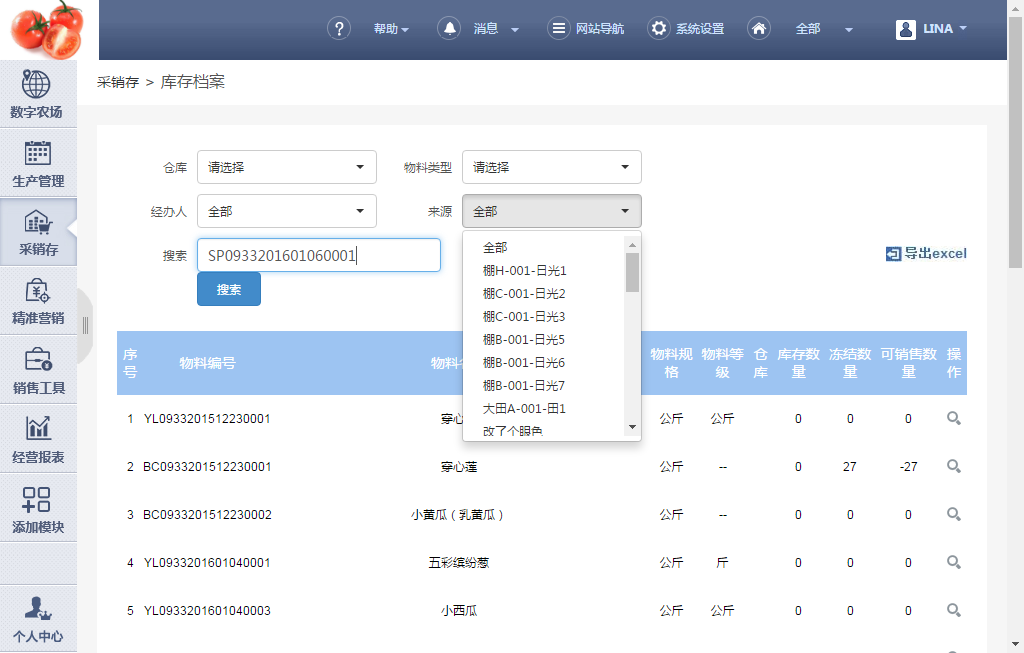 帮助
消息
网站导航
系统设置
全部
LINA
采销存 > 库存档案
数字农场
生产管理
采销存
精准营销
销售工具
经营报表
添加模块
个人中心
仓库 请选择 物料类型 请选择
经办人 全部 来源 全部
搜索 SP0933201601060001
搜索
导出excel
全部
棚H-001-日光1
棚C-001-日光2
棚C-001-日光3
棚B-001-日光5
棚B-001-日光6
棚B-001-日光7
大田A-001-田1
改了个眼色
序号 物料编号 物料 物料规格 物料等级 仓库 库存数量 冻结数量 可销售数量 操作
1 YL0933201512230001 穿心 公斤 公斤 0 0 0
2 BC0933201512230001 穿心莲 公斤 -- 0 27 -27
3 BC0933201512230002 小黄瓜（乳黄瓜） 公斤 -- 0 0 0
4 YL0933201601040001 五彩缤纷葱 公斤 斤 0 0 0
5 YL0933201601040003 小西瓜 公斤 公斤 0 0 0